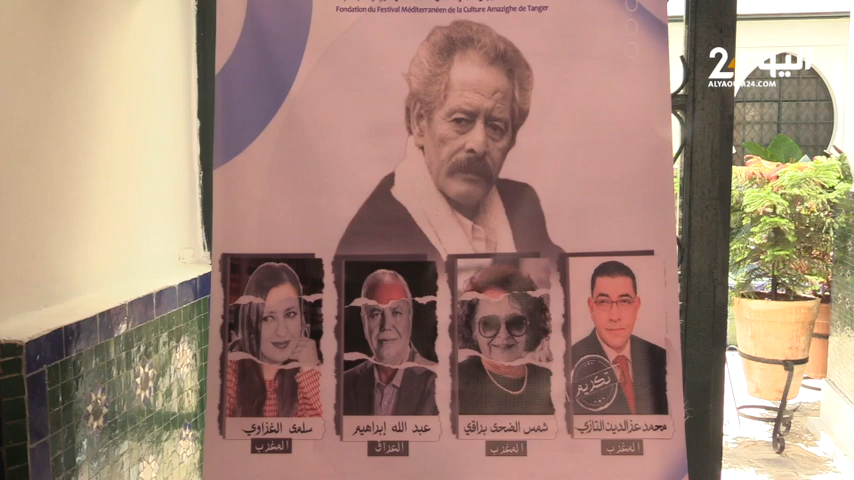 Fondation du Festival Méditerranéen de la Culture Amazighe de Tanger
24 اليوم
ALYAOUM24.COM
تكريم
سلمى الغزاوي
المغرب
عبد الله إبراهيم
العراق
شمس الضحى براقي
المغرب
محمد عز الدين التازي
المغرب